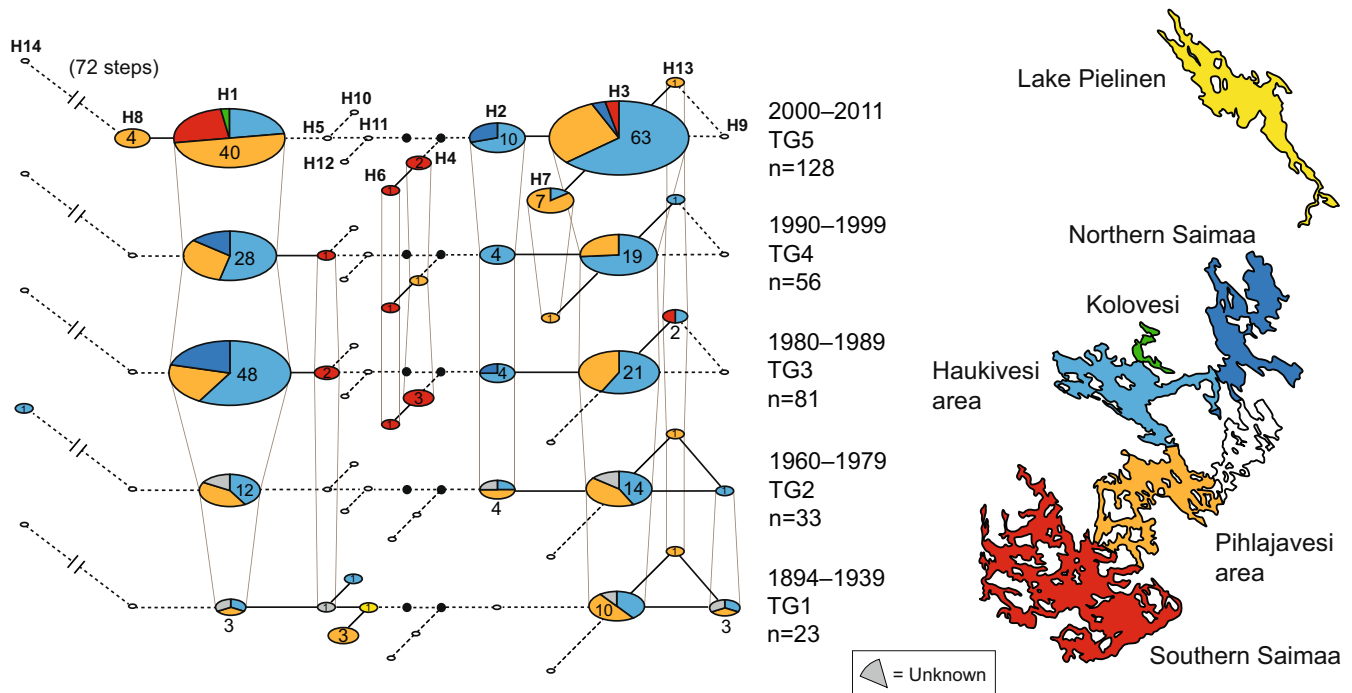 H14
(72 steps)
H8
H1
H5
H10
H11
H12
H6
H4
H2
H3
H13
H9
H7
4
40
2
1
10
63
1
7
2000–2011
TG5
n=128
28
1
1
1
4
19
1
1
1990–1999
TG4
n=56
48
2
3
1
4
21
2
1980–1989
TG3
n=81
1
12
4
14
1
1
1960–1979
TG2
n=33
3
1
1
1
3
10
1
3
1894–1939
TG1
n=23
= Unknown
Lake Pielinen
Northern Saimaa
Kolovesi
Haukivesi
area
Pihlajavesi
area
Southern Saimaa